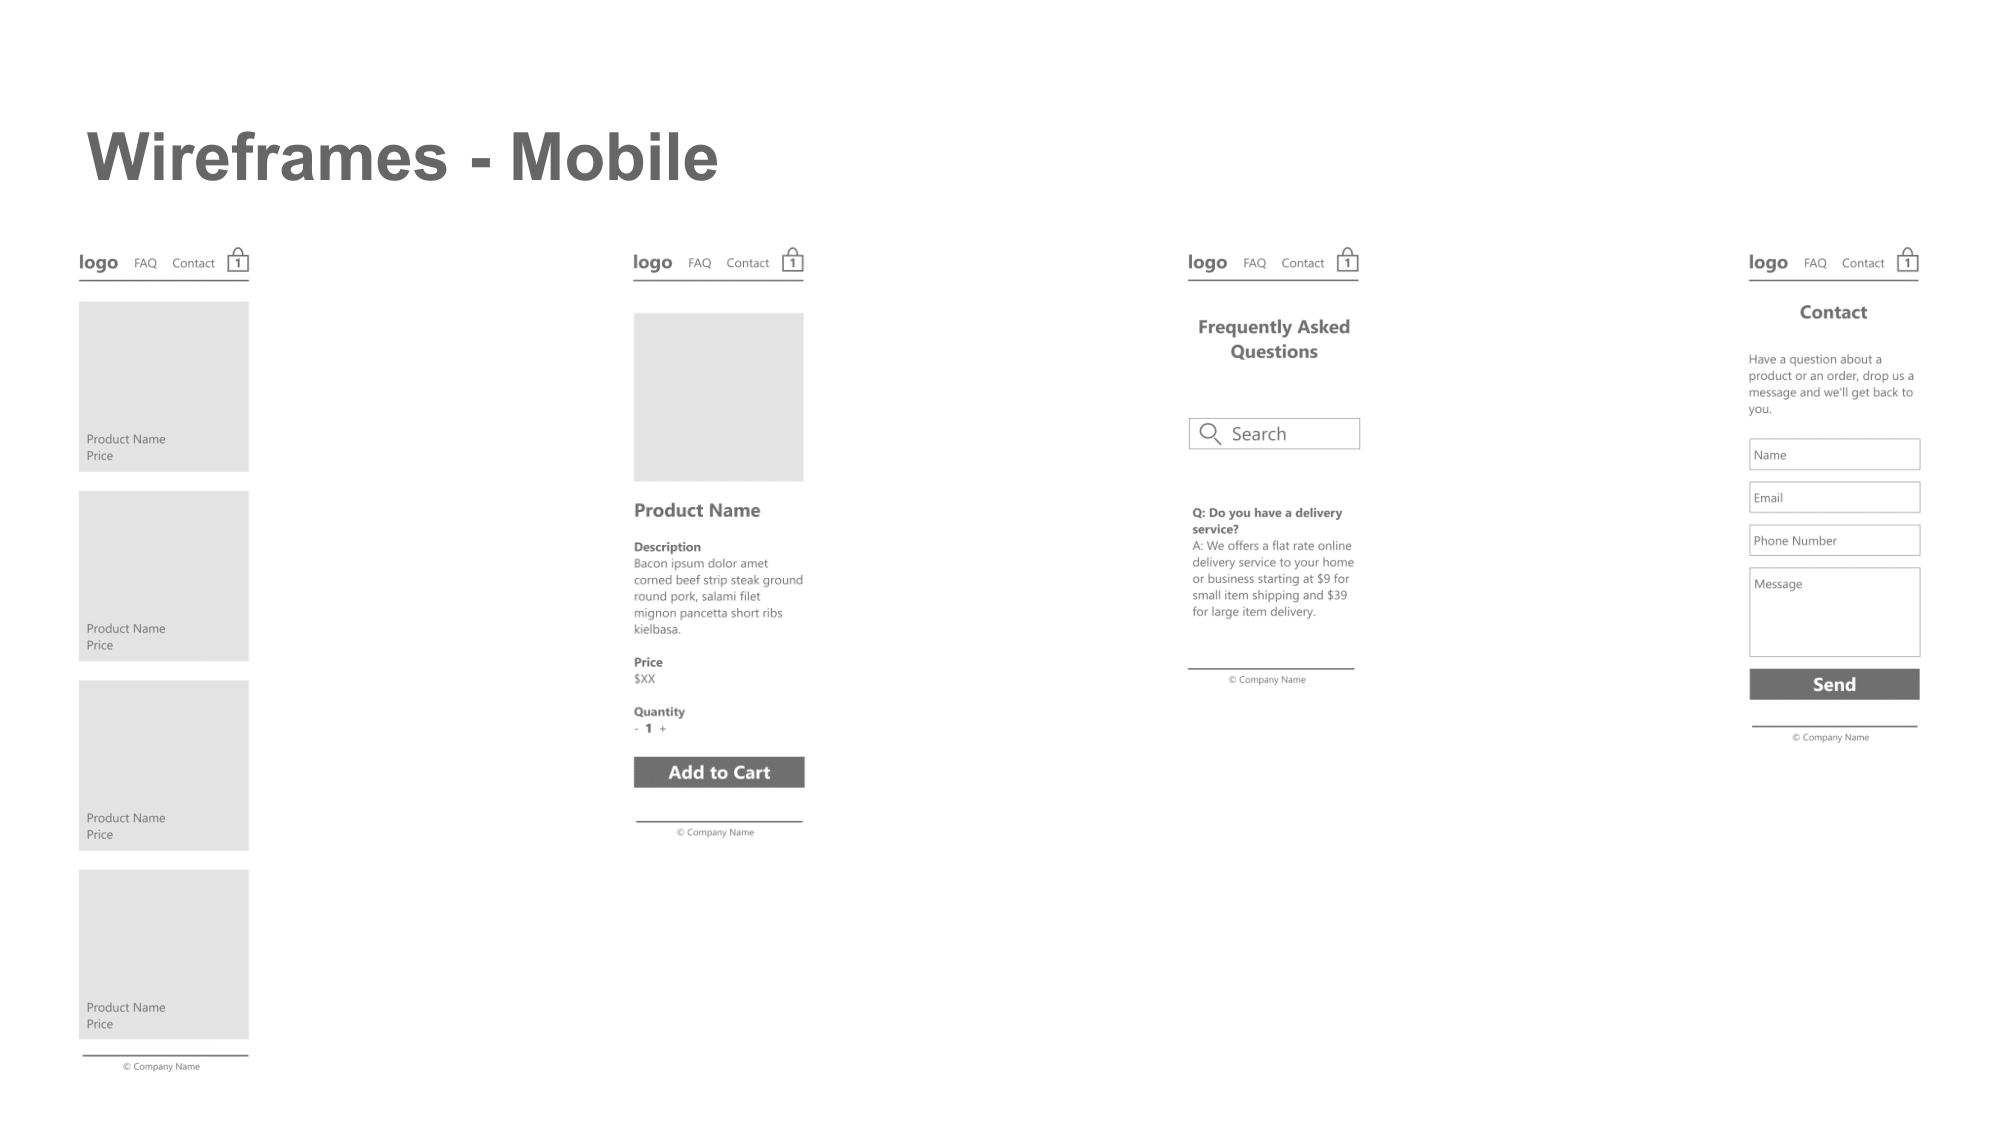 Wireframes - Mobile
logo FAQ Contact 1
Product Name
Price
Product Name
Price
Product Name
Price
Product Name
Price
© Company Name
logo FAQ Contact 1
Product Name
Description
Bacon ipsum dolor amet
corned beef strip steak ground
round pork, salami filet
mignon pancetta short ribs
kielbasa.
Price
$XX
Quantity
- 1 +
Add to Cart
© Company Name
logo FAQ Contact 1
Frequently Asked
Questions
Search
Q: Do you have a delivery
service?
A: We offers a flat rate online
delivery service to your home
or business starting at $9 for
small item shipping and $39
for large item delivery.
© Company Name
logo FAQ Contact 1
Contact
Have a question about a
product or an order, drop us a
message and we'll get back to
you.
Name
Email
Phone Number
Message
Send
© Company Name